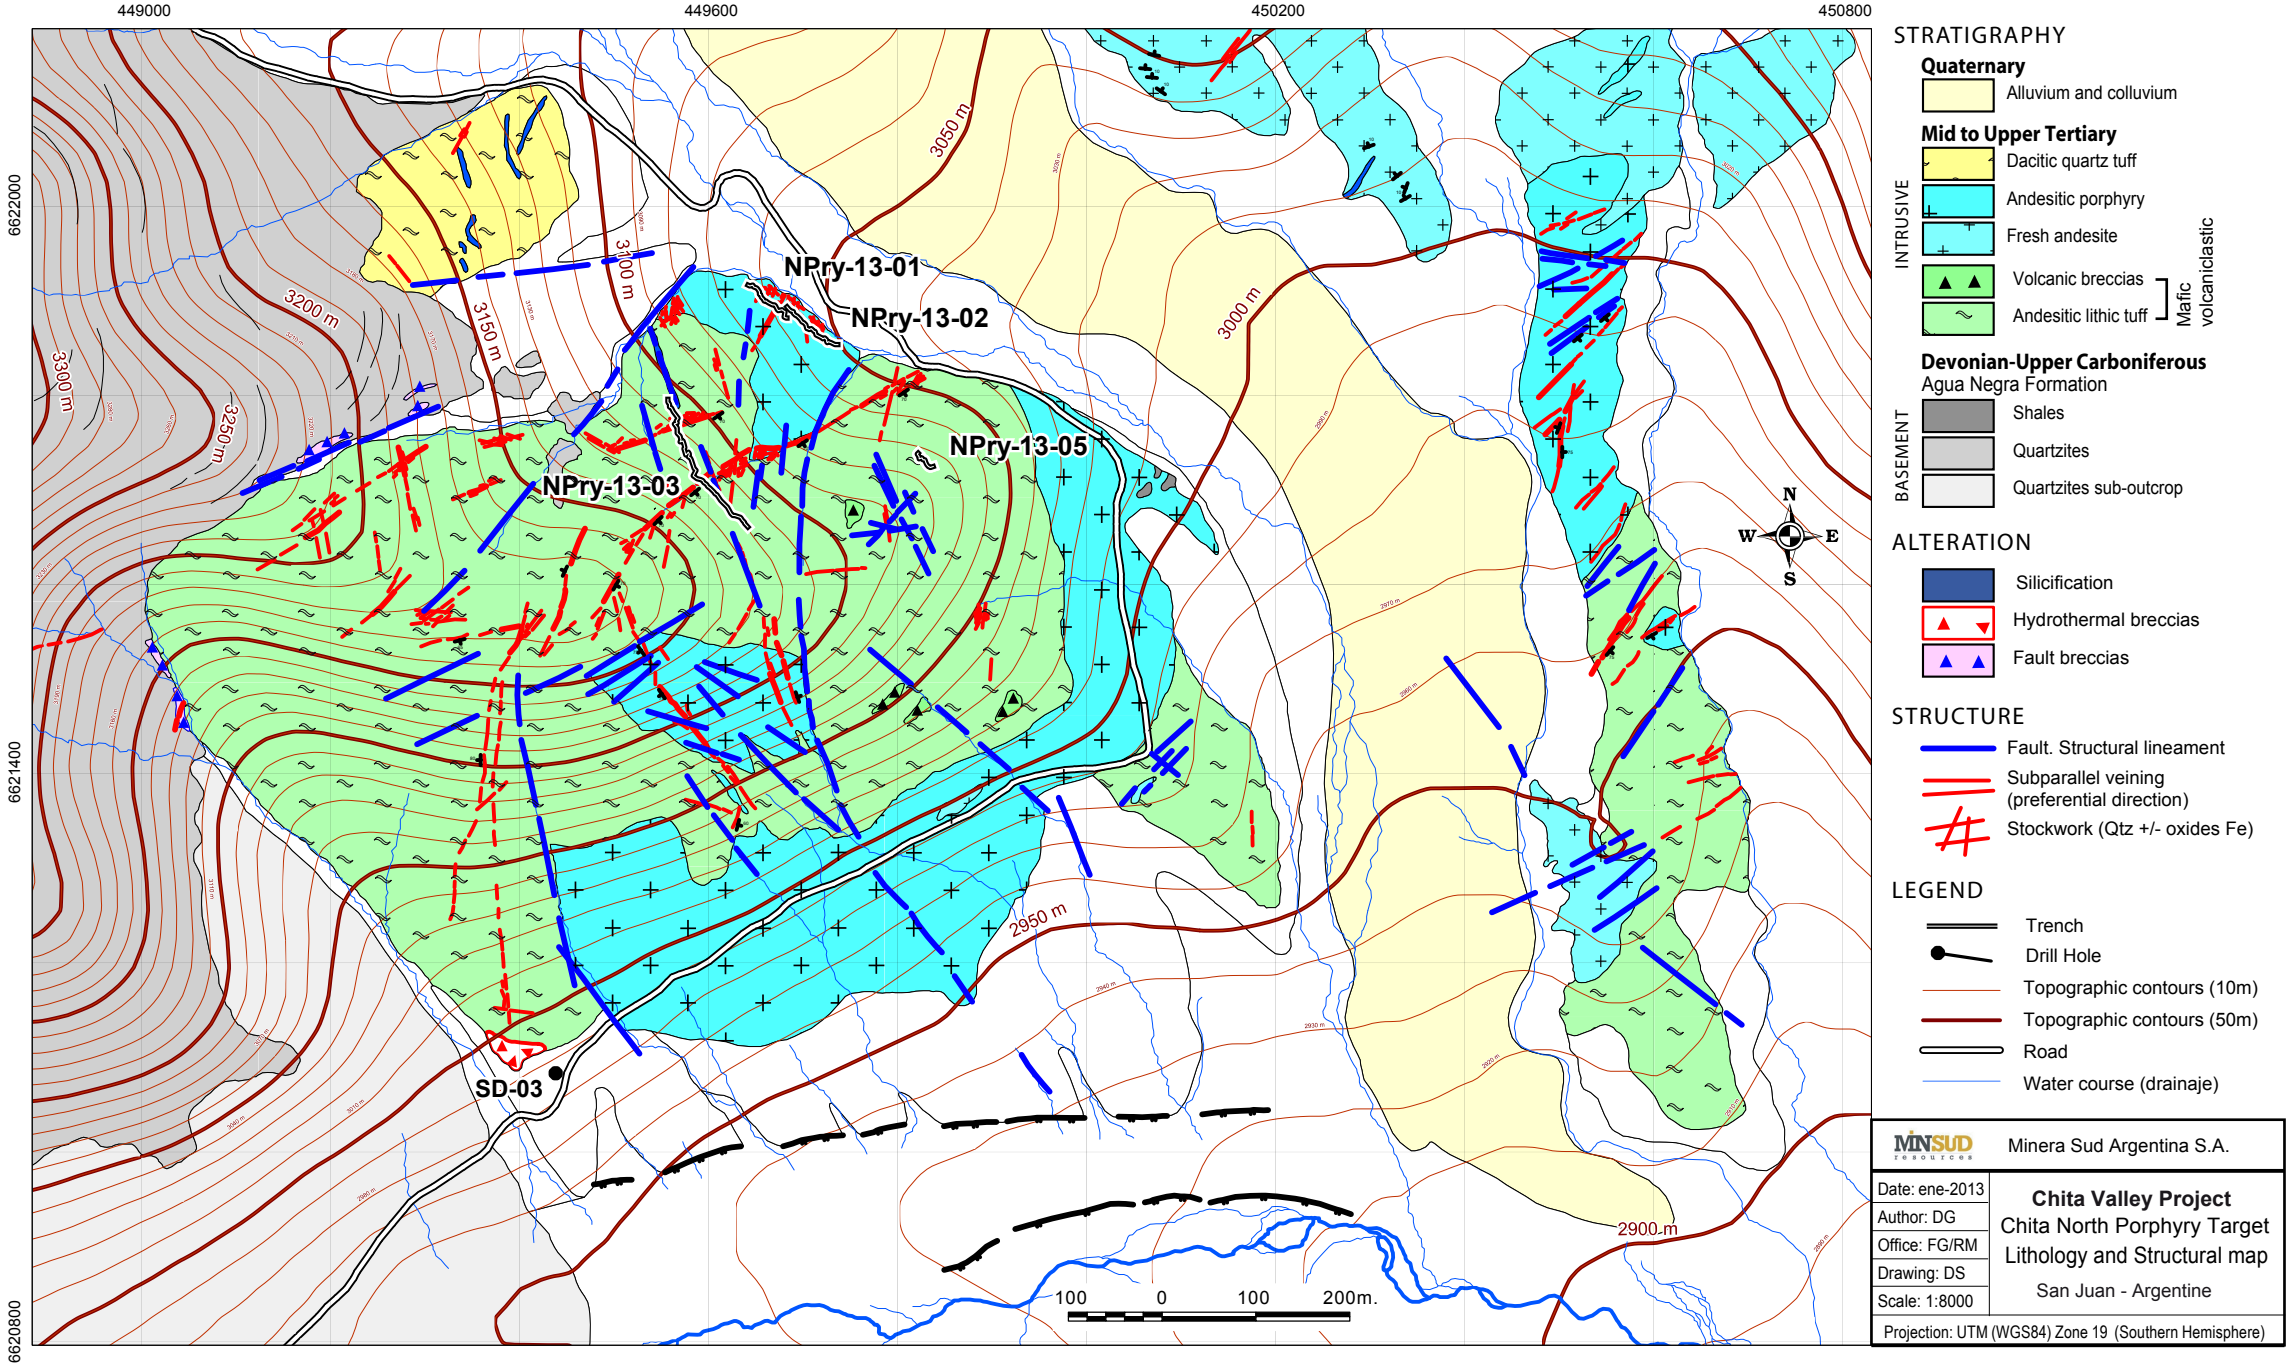 449000
449600
450200
450800
6622000
6621400
6620800
3050 m
3100 m
3150 m
3200 m
3250 m
3300 m
3000 m
2950 m
2900 m
NPry-13-01
NPry-13-02
NPry-13-05
NPry-13-03
SD-03
N
W
E
S
100
0
100
200m.
STRATIGRAPHY
Quaternary
Alluvium and colluvium
Mid to Upper Tertiary
Dacitic quartz tuff
Andesitic porphyry
Fresh andesite
Volcanic breccias
Andesitic lithic tuff
INTRUSIVE
Mafic
volcaniclastic
Devonian-Upper Carboniferous
Agua Negra Formation
Shales
Quartzites
Quartzites sub-outcrop
BASEMENT
ALTERATION
Silicification
Hydrothermal breccias
Fault breccias
STRUCTURE
Fault. Structural lineament
Subparallel veining
(preferential direction)
Stockwork (Qtz +/- oxides Fe)
LEGEND
Trench
Drill Hole
Topographic contours (10m)
Topographic contours (50m)
Road
Water course (drainaje)
MINSUD
resources
Minera Sud Argentina S.A.
Date: ene-2013
Author: DG
Office: FG/RM
Drawing: DS
Scale: 1:8000
Chita Valley Project
Chita North Porphyry Target
Lithology and Structural map
San Juan - Argentine
Projection: UTM (WGS84) Zone 19 (Southern Hemisphere)